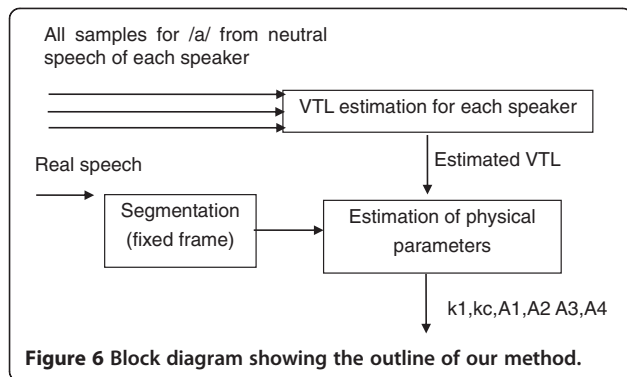 All samples for /a/ from neutral
speech of each speaker
VTL estimation for each speaker
Estimated VTL
Real speech
Segmentation
(fixed frame)
Estimation of physical
parameters
k1,kc,A1,A2 A3,A4
Figure 6 Block diagram showing the outline of our method.